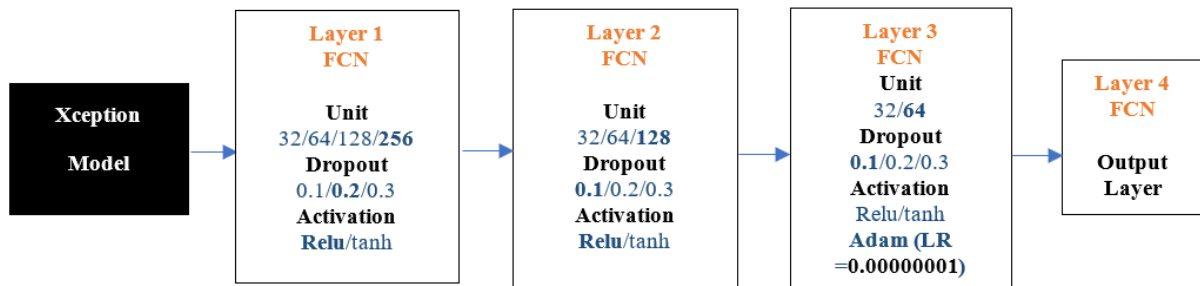 Xception
Model
Layer 1
FCN
Unit
32/64/128/256
Dropout
0.1/0.2/0.3
Activation
Relu/tanh
Layer 2
FCN
Unit
32/64/128
Dropout
0.1/0.2/0.3
Activation
Relu/tanh
Layer 3
FCN
Unit
32/64
Dropout
0.1/0.2/0.3
Activation
Relu/tanh
Adam (LR
=0.00000001)
Layer 4
FCN
Output
Layer